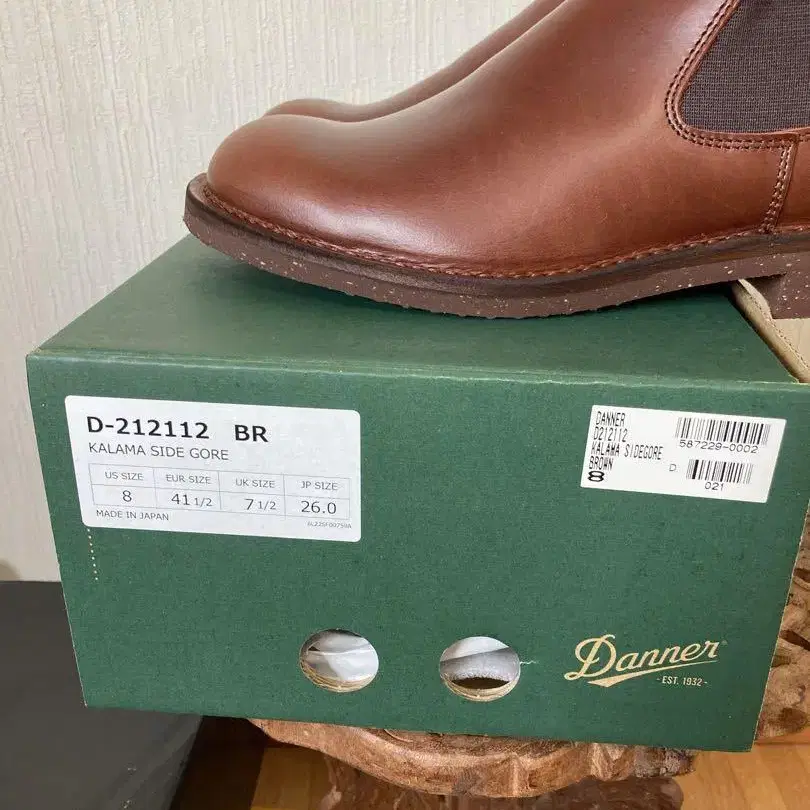 D-212112 BR
KALAMA SIDE GORE
US SIZE EUR SIZE UK SIZE JP SIZE
8 41 1/2 7 1/2 26.0
MADE IN JAPAN
DANNER
D212112
KALAMA SIDEGORE
BROWN
8
587229-0002
D
021
Danner
- EST. 1932 -